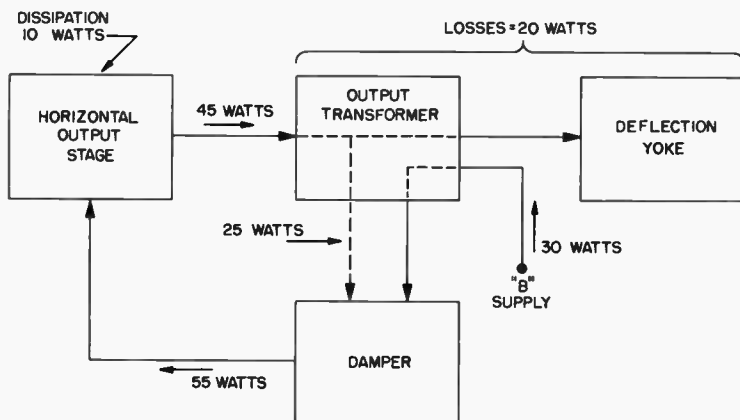 DISSIPATION
10 WATTS
LOSSES=20 WATTS
HORIZONTAL
OUTPUT
STAGE
45 WATTS
OUTPUT
TRANSFORMER
DEFLECTION
YOKE
25 WATTS
30 WATTS
"B"
SUPPLY
DAMPER
55 WATTS